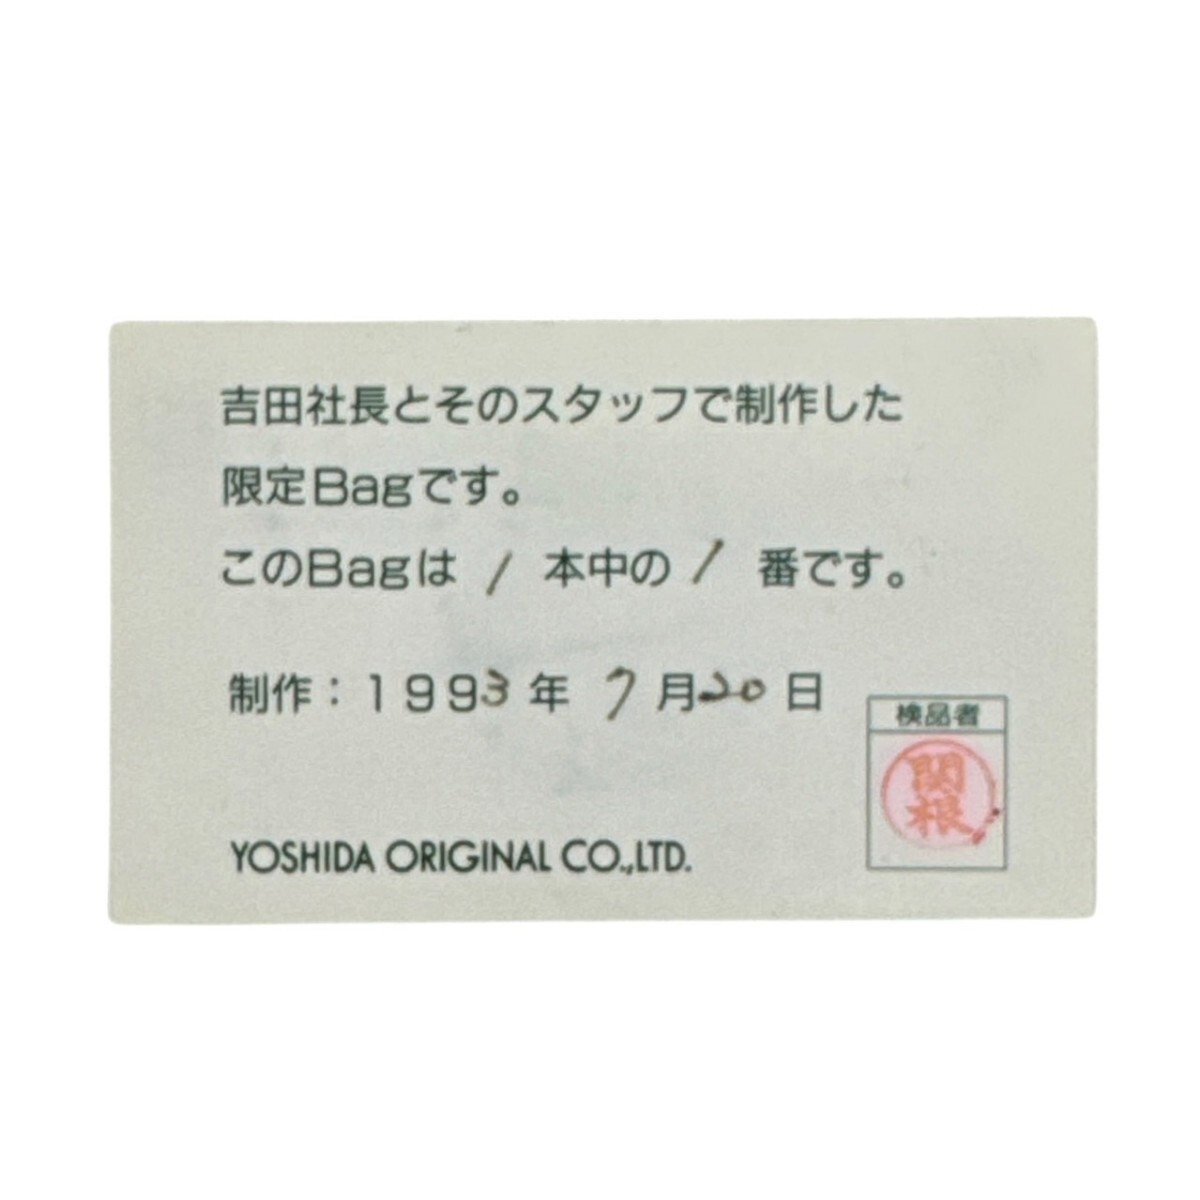 吉田社長とそのスタッフで制作した
限定Bagです。
このBagは 1 本中の 1 番です。
制作：1993年 7月20日
検品者
関根
YOSHIDA ORIGINAL CO.,LTD.